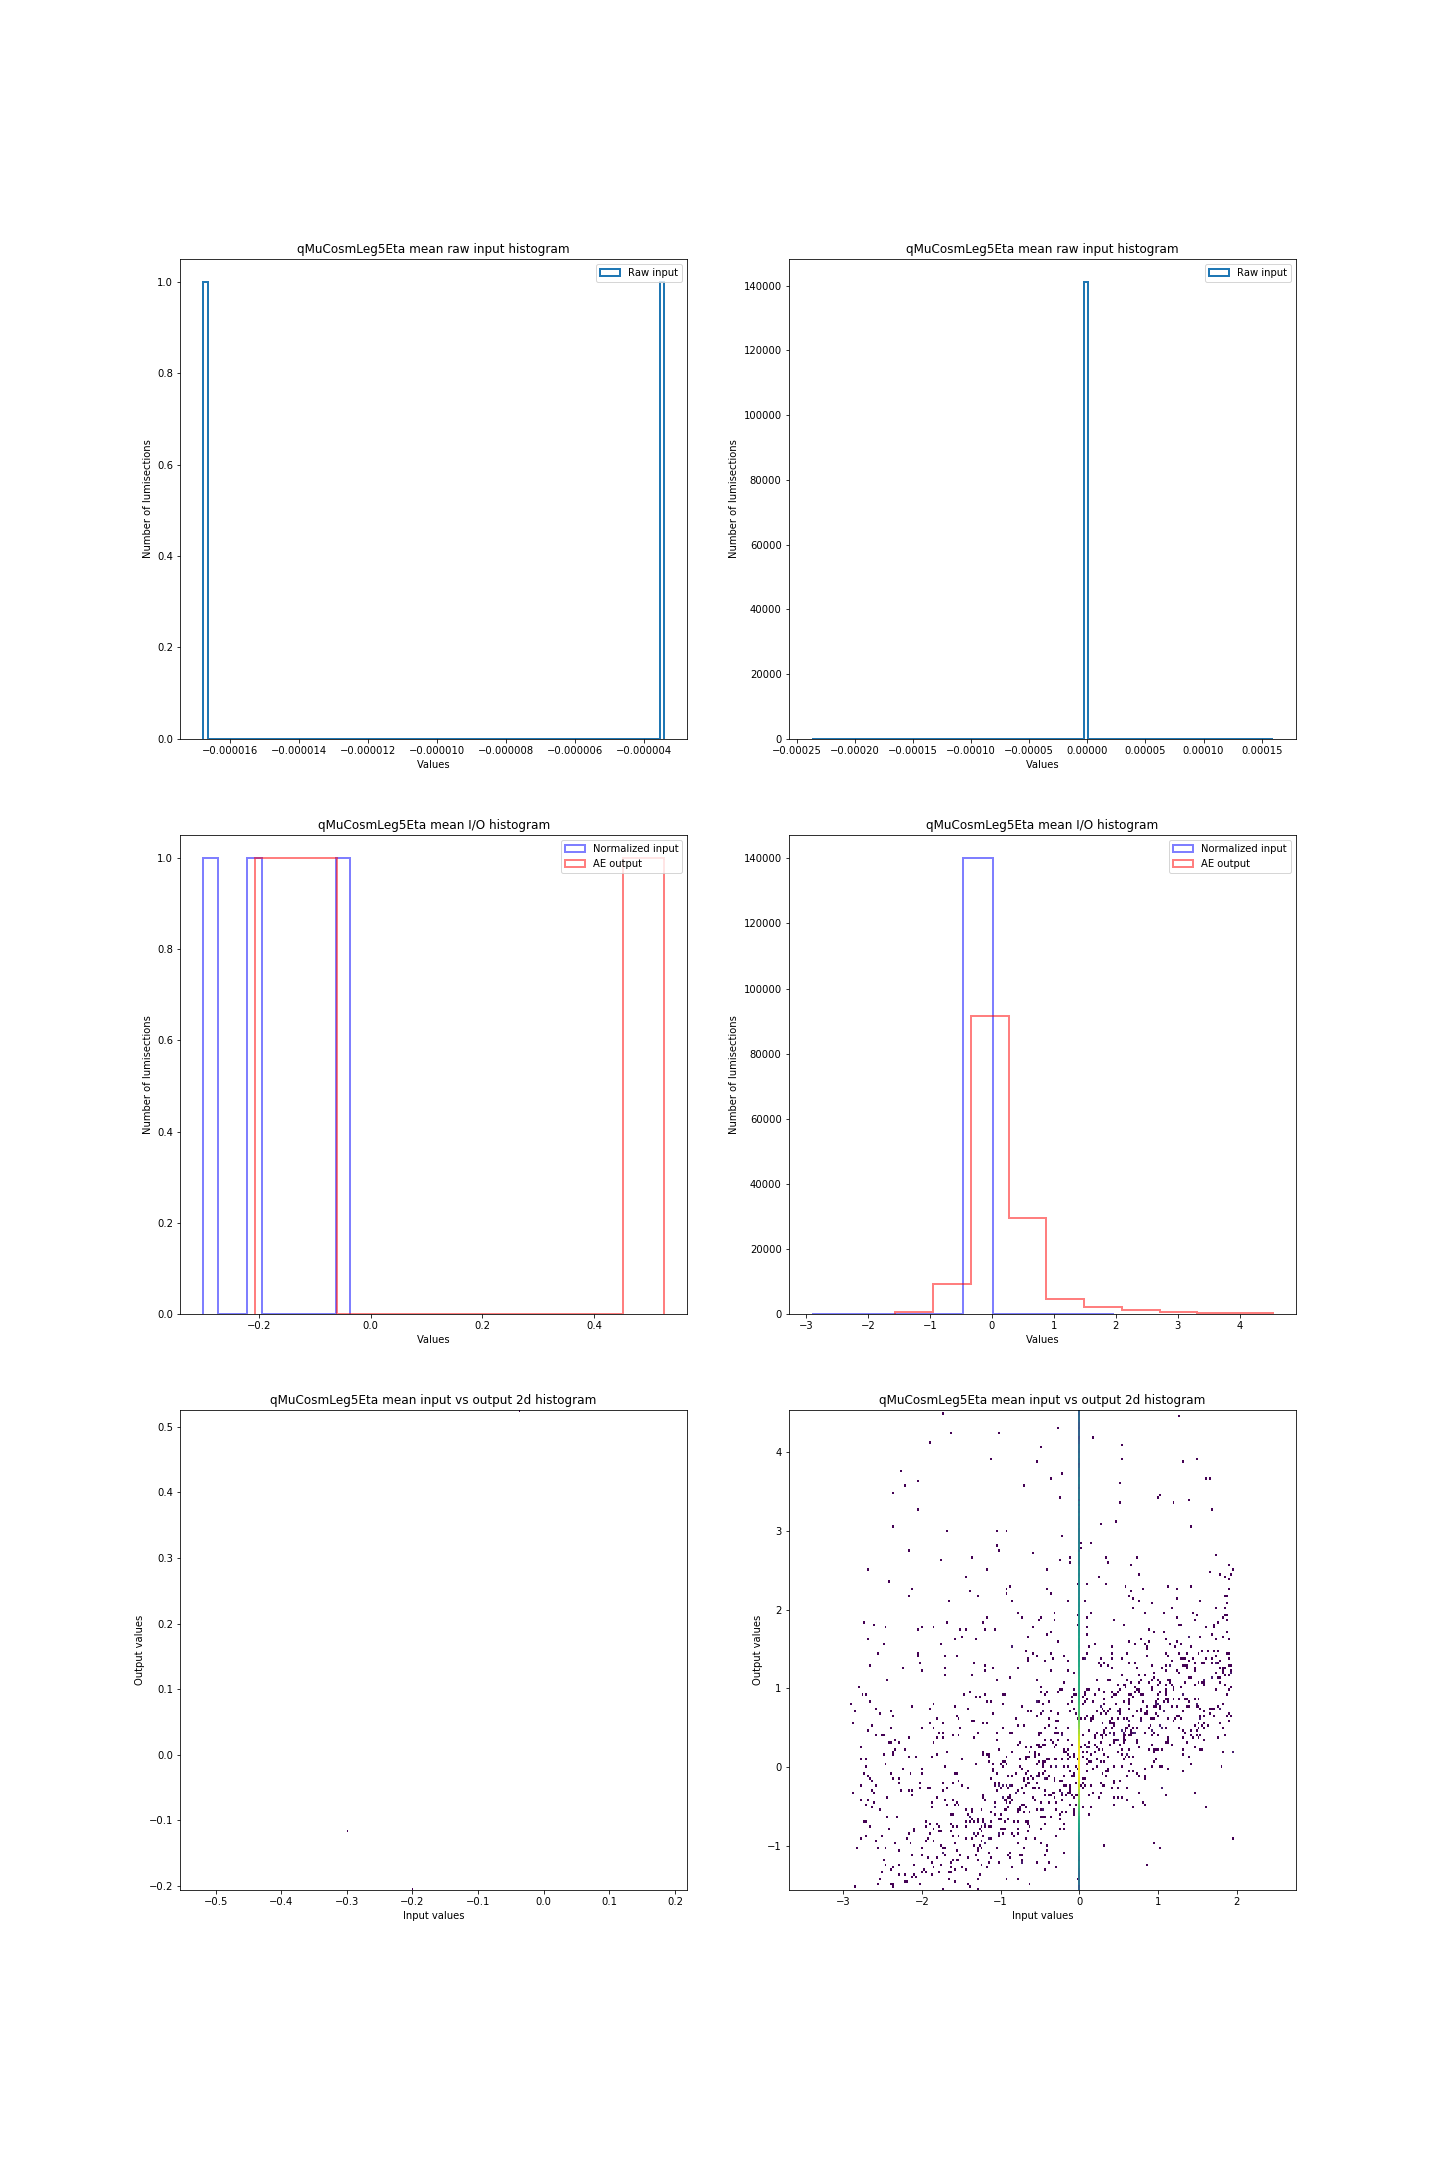 qMuCosmLeg5Eta mean raw input histogram
Raw input
1.0
0.8
0.6
0.4
0.2
0.0
Number of lumisections
−0.000016 −0.000014 −0.000012 −0.000010 −0.000008 −0.000006 −0.000004
Values
qMuCosmLeg5Eta mean raw input histogram
Raw input
140000
120000
100000
80000
60000
40000
20000
0
Number of lumisections
−0.00025 −0.00020 −0.00015 −0.00010 −0.00005 0.00000 0.00005 0.00010 0.00015
Values
qMuCosmLeg5Eta mean I/O histogram
Normalized input
AE output
1.0
0.8
0.6
0.4
0.2
0.0
Number of lumisections
−0.2 0.0 0.2 0.4
Values
qMuCosmLeg5Eta mean I/O histogram
Normalized input
AE output
140000
120000
100000
80000
60000
40000
20000
0
Number of lumisections
−3 −2 −1 0 1 2 3 4
Values
qMuCosmLeg5Eta mean input vs output 2d histogram
0.5
0.4
0.3
0.2
0.1
0.0
−0.1
−0.2
Output values
−0.5 −0.4 −0.3 −0.2 −0.1 0.0 0.1 0.2
Input values
qMuCosmLeg5Eta mean input vs output 2d histogram
4
3
2
1
0
−1
Output values
−3 −2 −1 0 1 2
Input values